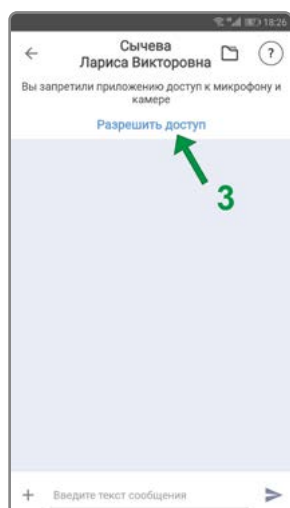 18:26
Сычева
Лариса Викторовна
?
Вы запретили приложению доступ к микрофону и
камере
Разрешить доступ
3
Введите текст сообщения